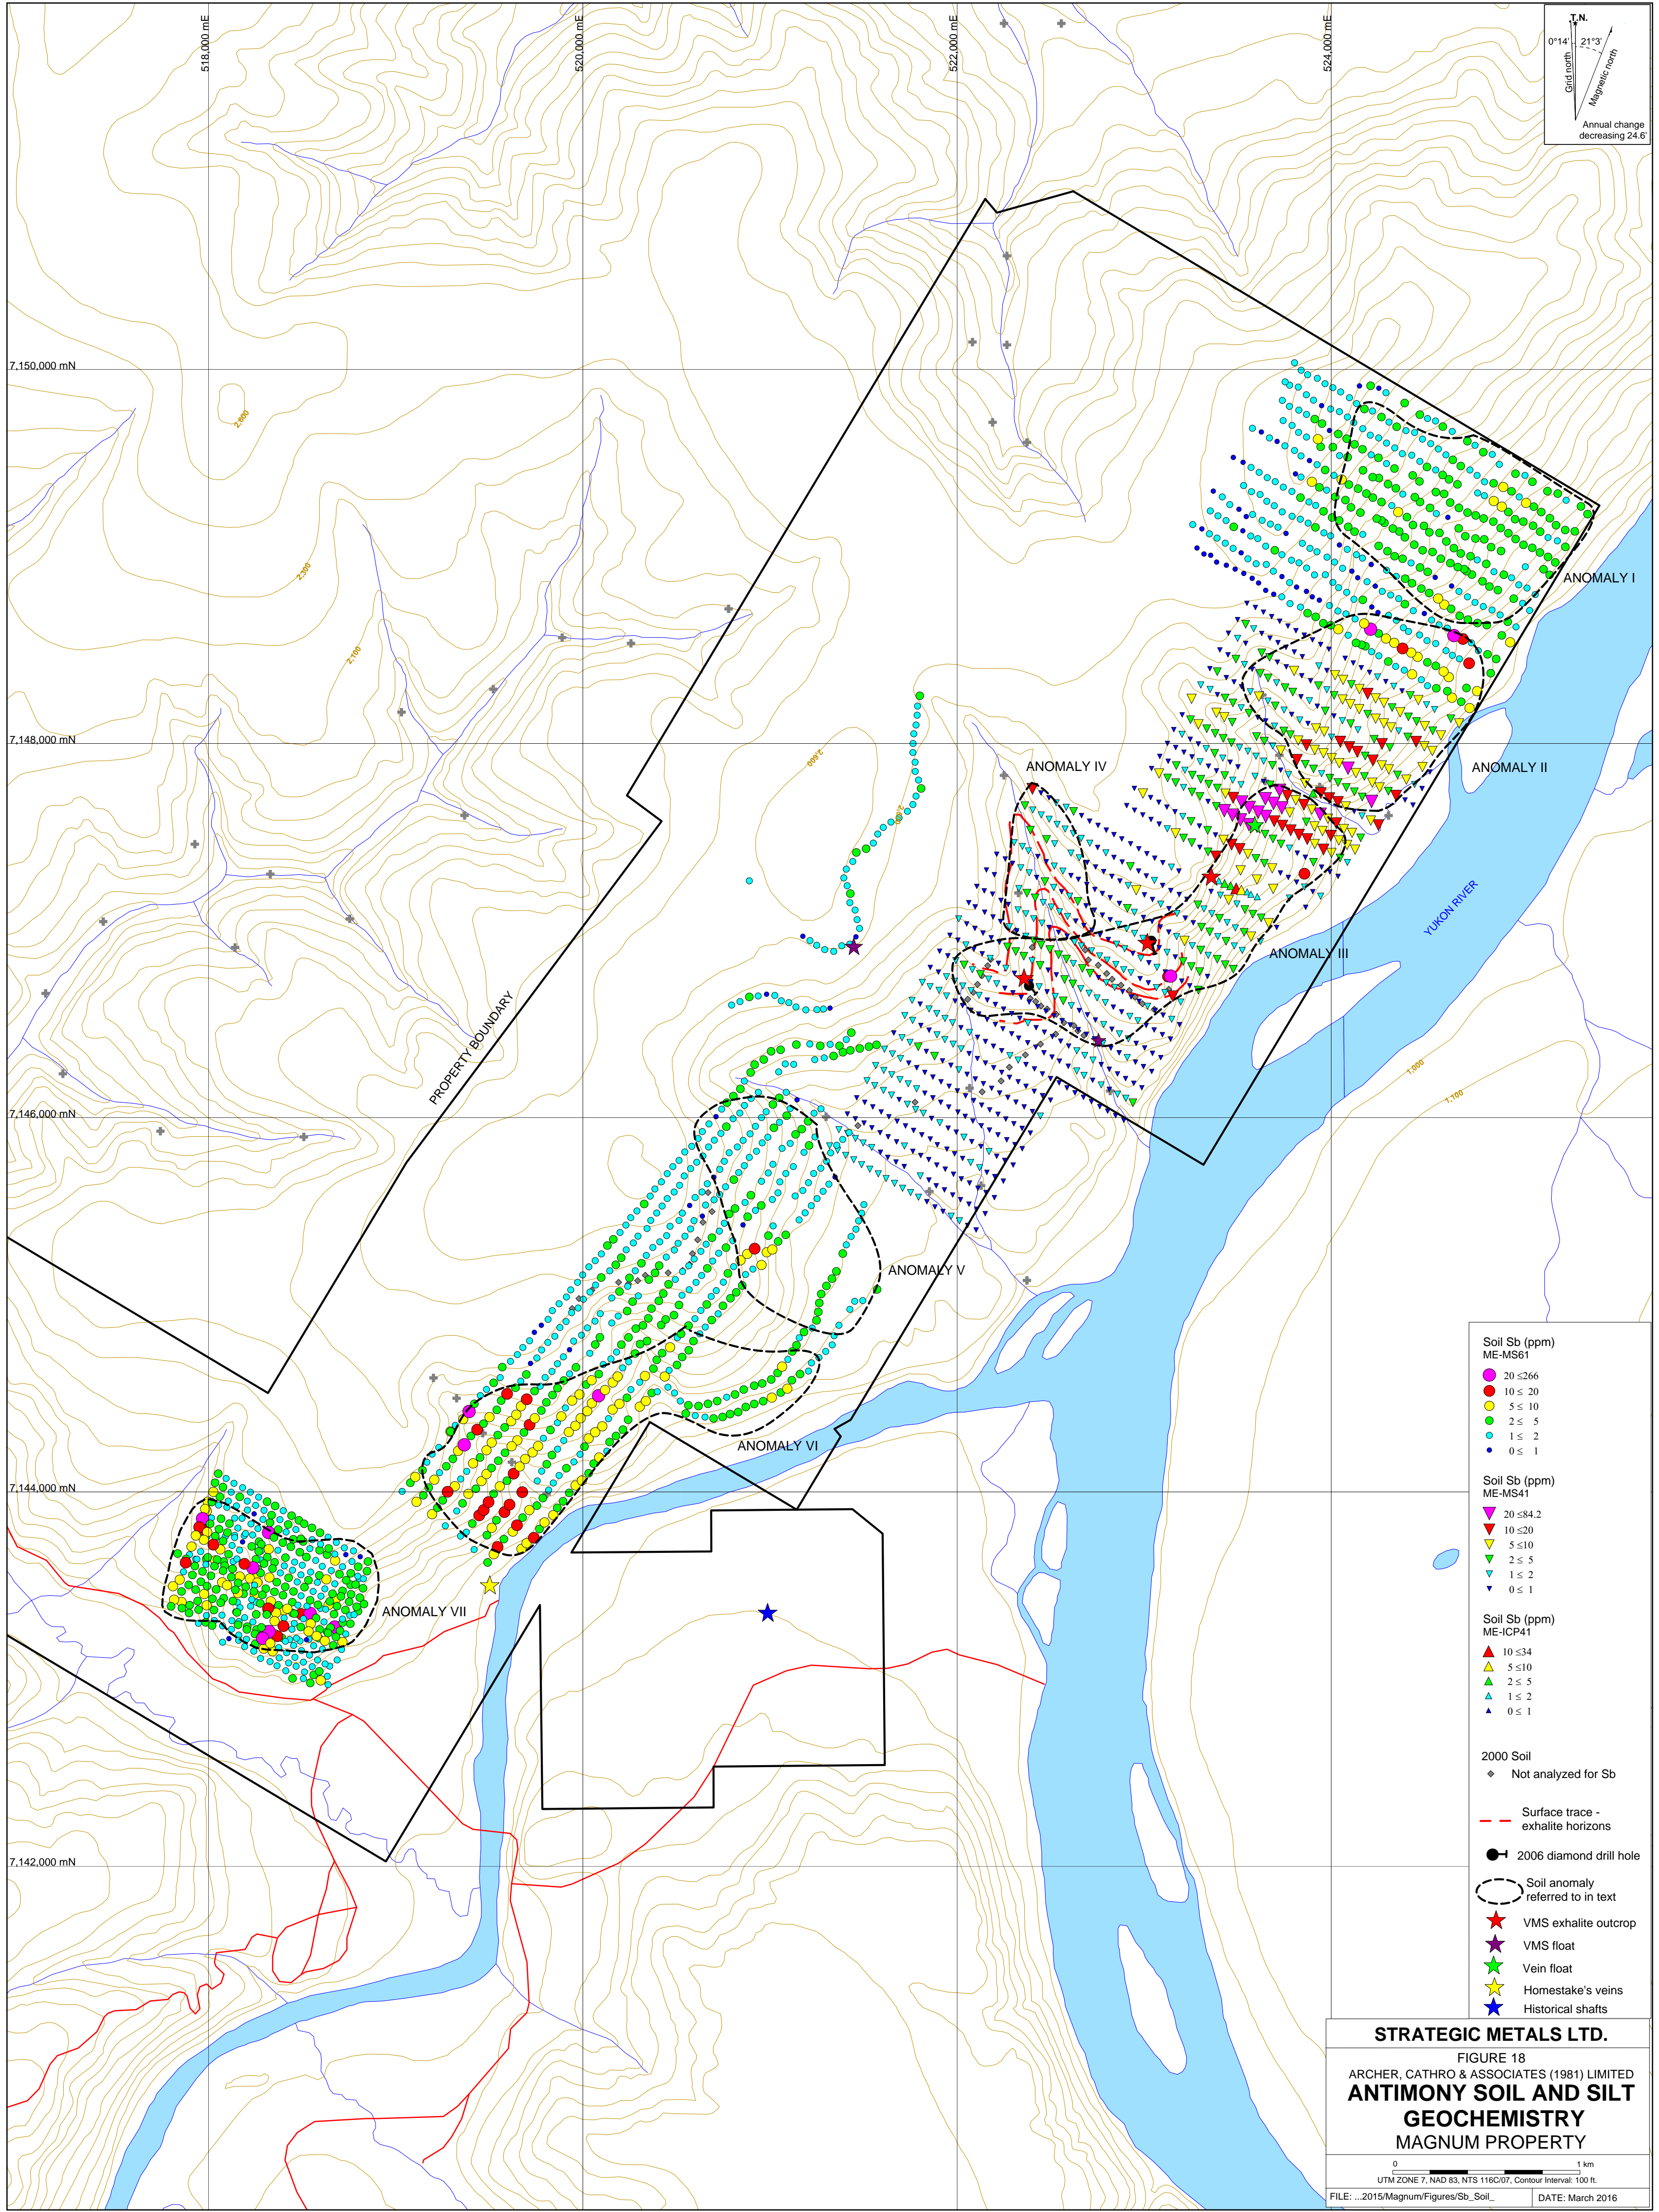 518,000 mE
520,000 mE
522,000 mE
524,000 mE
T.N.
0°14'
21°3'
Grid north
Magnetic north
Annual change
decreasing 24.6'
7,150,000 mN
2,600
2,300
2,100
7,148,000 mN
2,600
ANOMALY I
ANOMALY II
ANOMALY IV
ANOMALY III
YUKON RIVER
PROPERTY BOUNDARY
7,146,000 mN
1,000
1,100
ANOMALY V
ANOMALY VI
7,144,000 mN
ANOMALY VII
7,142,000 mN
Soil Sb (ppm)
ME-MS61
20 ≤266
10 ≤ 20
5 ≤ 10
2 ≤ 5
1 ≤ 2
0 ≤ 1
Soil Sb (ppm)
ME-MS41
20 ≤84.2
10 ≤20
5 ≤10
2 ≤ 5
1 ≤ 2
0 ≤ 1
Soil Sb (ppm)
ME-ICP41
10 ≤34
5 ≤10
2 ≤ 5
1 ≤ 2
0 ≤ 1
2000 Soil
Not analyzed for Sb
Surface trace -
exhalite horizons
2006 diamond drill hole
Soil anomaly
referred to in text
VMS exhalite outcrop
VMS float
Vein float
Homestake's veins
Historical shafts
STRATEGIC METALS LTD.
FIGURE 18
ARCHER, CATHRO & ASSOCIATES (1981) LIMITED
ANTIMONY SOIL AND SILT
GEOCHEMISTRY
MAGNUM PROPERTY
0 1 km
UTM ZONE 7, NAD 83, NTS 116C/07, Contour Interval: 100 ft.
FILE: ...2015/Magnum/Figures/Sb_Soil_
DATE: March 2016